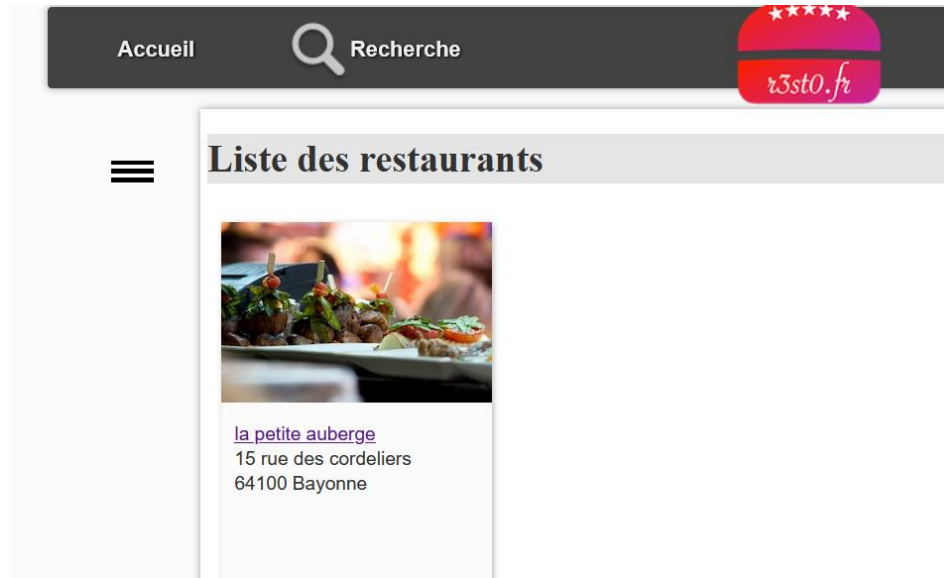 Accueil
Recherche
r3st0.fr
Liste des restaurants
la petite auberge
15 rue des cordeliers
64100 Bayonne